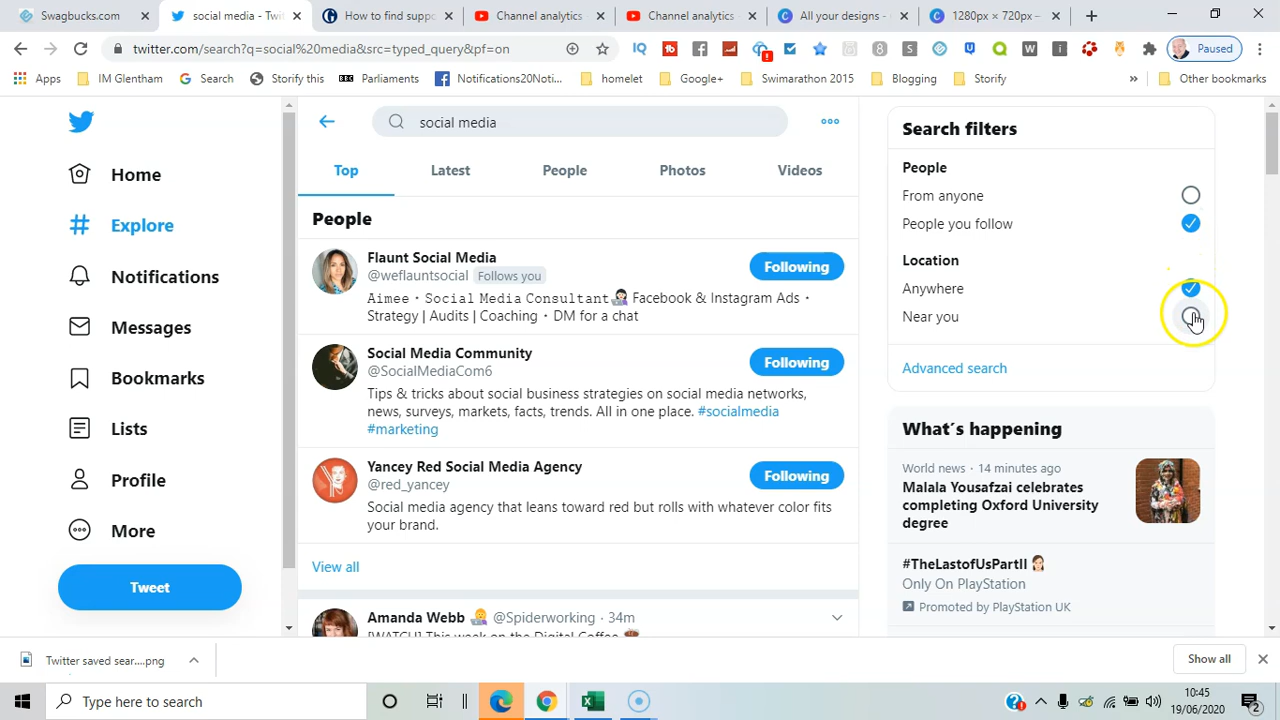 Swagbucks.com
social media - Twi
How to find supp
Channel analytics
Channel analytics
All your designs -
1280px × 720px –
twitter.com/search?q=social%20media&src=typed_query&pf=on
Paused
Apps
IM Glentham
Search
Storify this
Parliaments
Notifications20Noti...
homelet
Google+
Swimarathon 2015
Blogging
Storify
»
Other bookmarks
Home
Explore
Notifications
Messages
Bookmarks
Lists
Profile
More
Tweet
social media
Top
Latest
People
Photos
Videos
People
Flaunt Social Media
@weflauntsocial Follows you
Following
Aimee • Social Media Consultant👩🏻‍💻 Facebook & Instagram Ads •
Strategy | Audits | Coaching • DM for a chat
Social Media Community
@SocialMediaCom6
Following
Tips & tricks about social business strategies on social media networks,
news, surveys, markets, facts, trends. All in one place. #socialmedia
#marketing
Yancey Red Social Media Agency
@red_yancey
Following
Social media agency that leans toward red but rolls with whatever color fits
your brand.
View all
Amanda Webb @Spiderworking · 34m
[WATCH] This week on the Digital Coffee
Search filters
People
From anyone
People you follow
Location
Anywhere
Near you
Advanced search
What's happening
World news · 14 minutes ago
Malala Yousafzai celebrates
completing Oxford University
degree
#TheLastofUsPartII
Only On PlayStation
Promoted by PlayStation UK
Twitter saved sear....png
Show all
Type here to search
10:45
19/06/2020
2